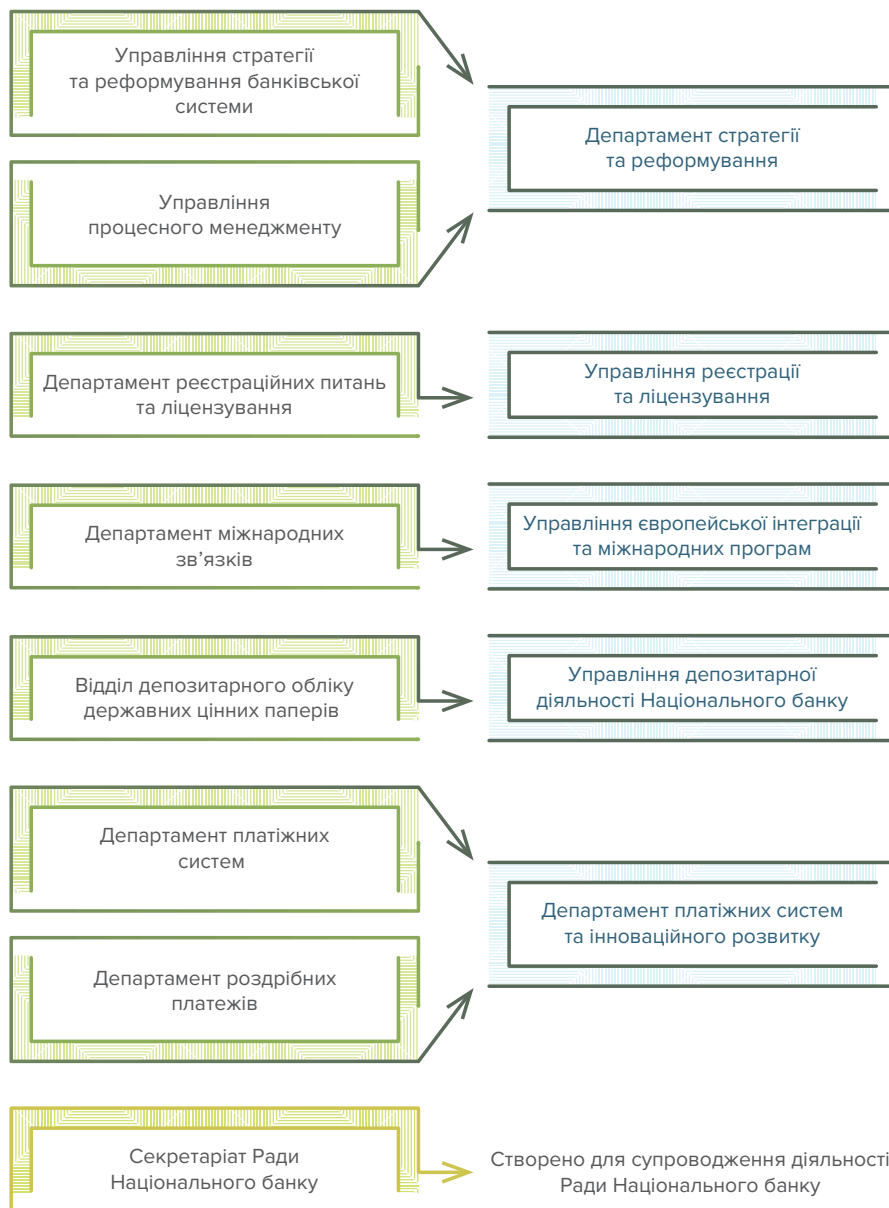 Управління стратегії
та реформування банківської
системи
Департамент стратегії
та реформування
Управління
процесного менеджменту
Департамент реєстраційних питань
та ліцензування
Управління реєстрації
та ліцензування
Департамент міжнародних
зв’язків
Управління європейської інтеграції
та міжнародних програм
Відділ депозитарного обліку
державних цінних паперів
Управління депозитарної
діяльності Національного банку
Департамент платіжних
систем
Департамент платіжних систем
та інноваційного розвитку
Департамент роздрібних
платежів
Секретаріат Ради
Національного банку
Створено для супроводження діяльності
Ради Національного банку